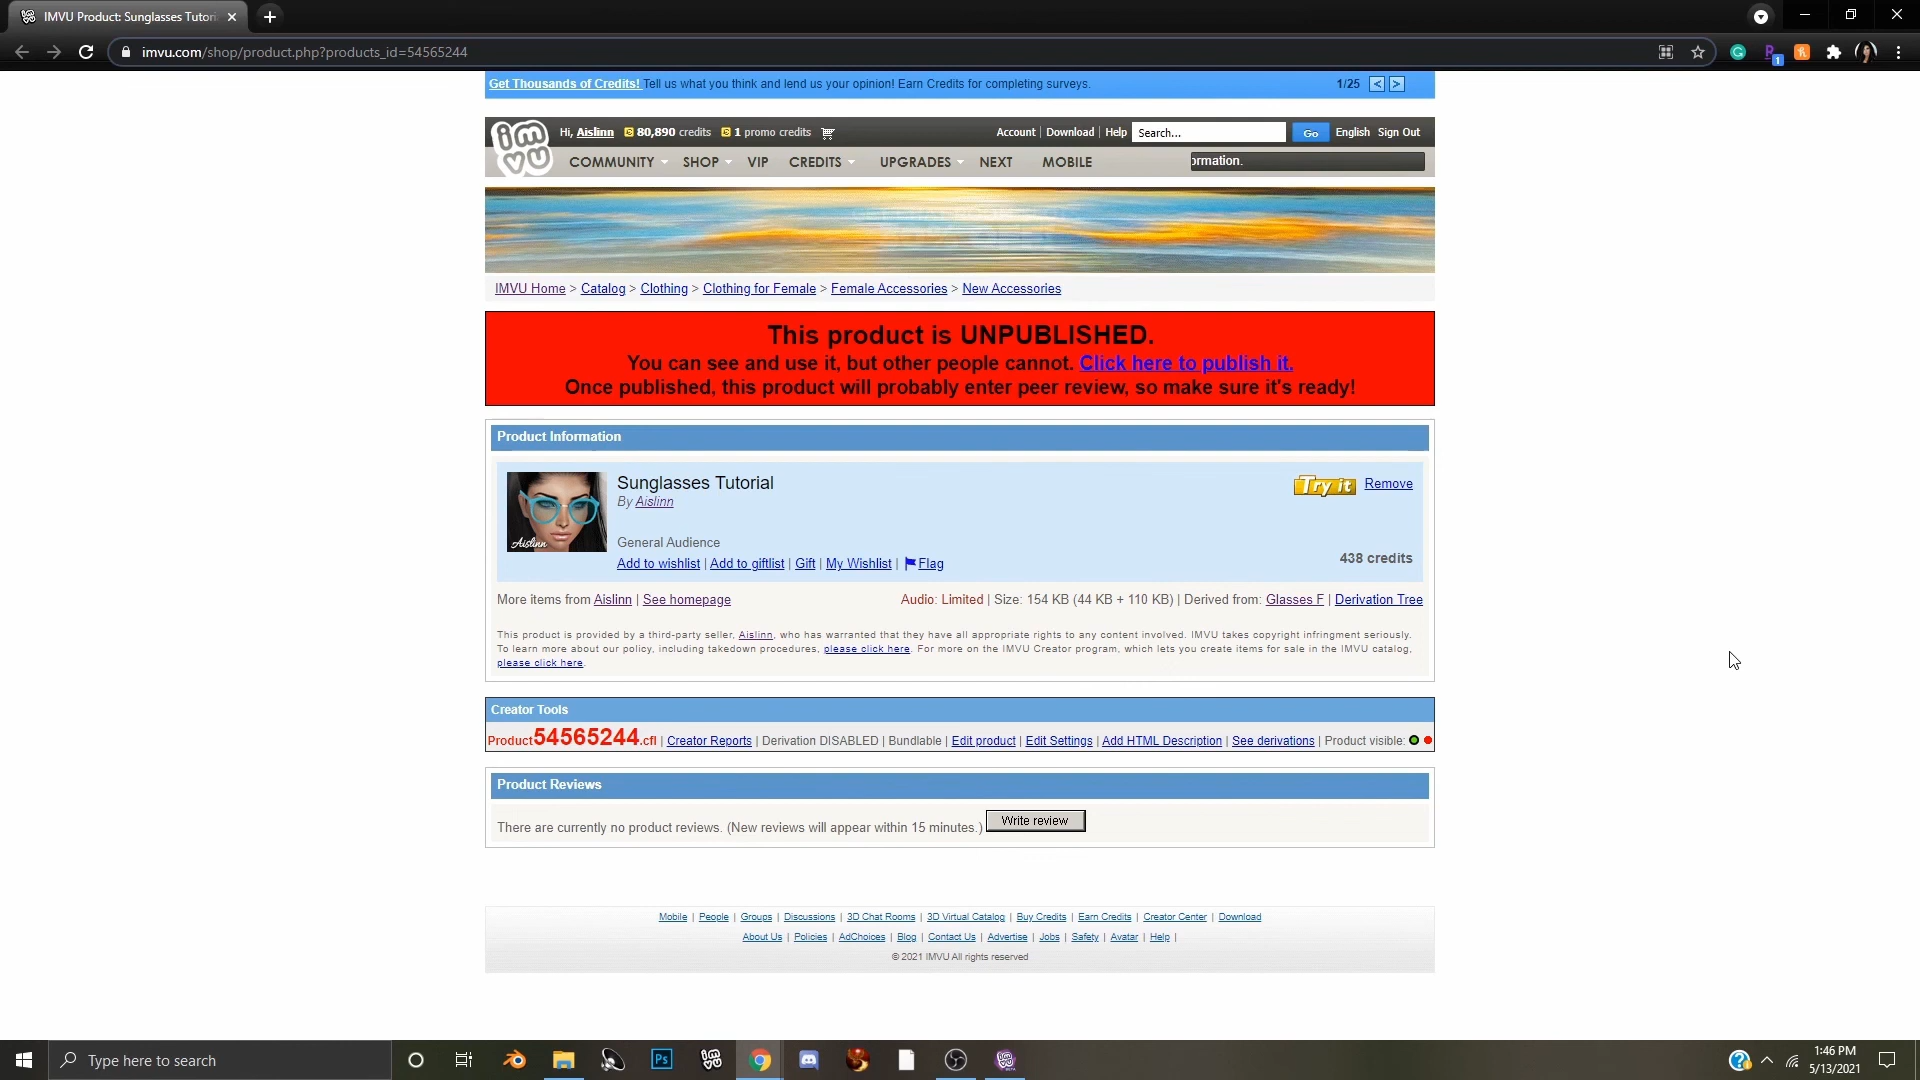 IMVU Product: Sunglasses Tutori
imvu.com/shop/product.php?products_id=54565244
Get Thousands of Credits! Tell us what you think and lend us your opinion! Earn Credits for completing surveys. 1/25 < >
imvu
Hi, Aislinn 80,890 credits 1 promo credits Account | Download | Help Search... Go English Sign Out
COMMUNITY SHOP VIP CREDITS UPGRADES NEXT MOBILE ormation.
IMVU Home > Catalog > Clothing > Clothing for Female > Female Accessories > New Accessories
This product is UNPUBLISHED.
You can see and use it, but other people cannot. Click here to publish it.
Once published, this product will probably enter peer review, so make sure it's ready!
Product Information
Sunglasses Tutorial
Try it Remove
By Aislinn
Aislinn
General Audience
438 credits
Add to wishlist | Add to giftlist | Gift | My Wishlist | Flag
More items from Aislinn | See homepage Audio: Limited | Size: 154 KB (44 KB + 110 KB) | Derived from: Glasses F | Derivation Tree
This product is provided by a third-party seller, Aislinn, who has warranted that they have all appropriate rights to any content involved. IMVU takes copyright infringment seriously.
To learn more about our policy, including takedown procedures, please click here. For more on the IMVU Creator program, which lets you create items for sale in the IMVU catalog,
please click here.
Creator Tools
Product54565244.cfl | Creator Reports | Derivation DISABLED | Bundlable | Edit product | Edit Settings | Add HTML Description | See derivations | Product visible:
Product Reviews
There are currently no product reviews. (New reviews will appear within 15 minutes.) Write review
Mobile | People | Groups | Discussions | 3D Chat Rooms | 3D Virtual Catalog | Buy Credits | Earn Credits | Creator Center | Download
About Us | Policies | AdChoices | Blog | Contact Us | Advertise | Jobs | Safety | Avatar | Help |
© 2021 IMVU All rights reserved
Type here to search
Ps
1:46 PM
5/13/2021